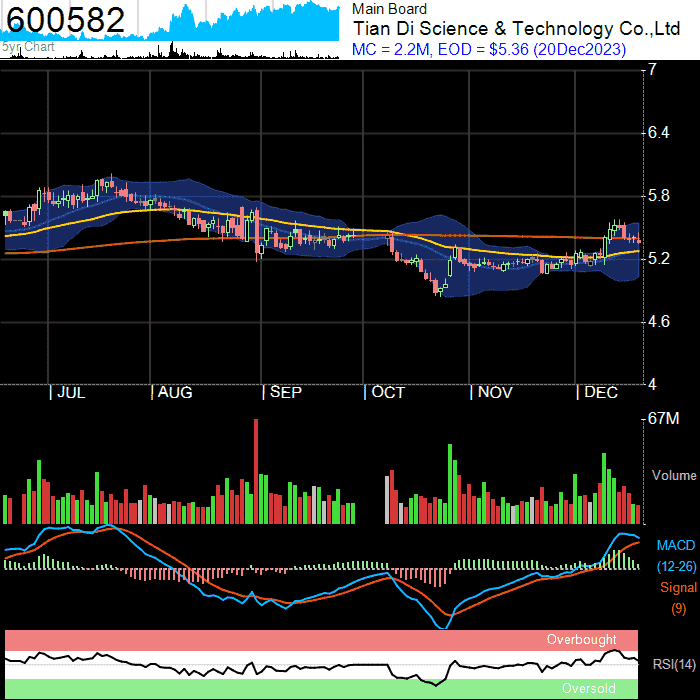 600582
5yr Chart
Main Board
Tian Di Science & Technology Co.,Ltd
MC = 2.2M, EOD = $5.36 (20Dec2023)
7
6.4
5.8
5.2
4.6
4
JUL
AUG
SEP
OCT
NOV
DEC
67M
Volume
MACD
(12-26)
Signal
(9)
Overbought
RSI(14)
Oversold